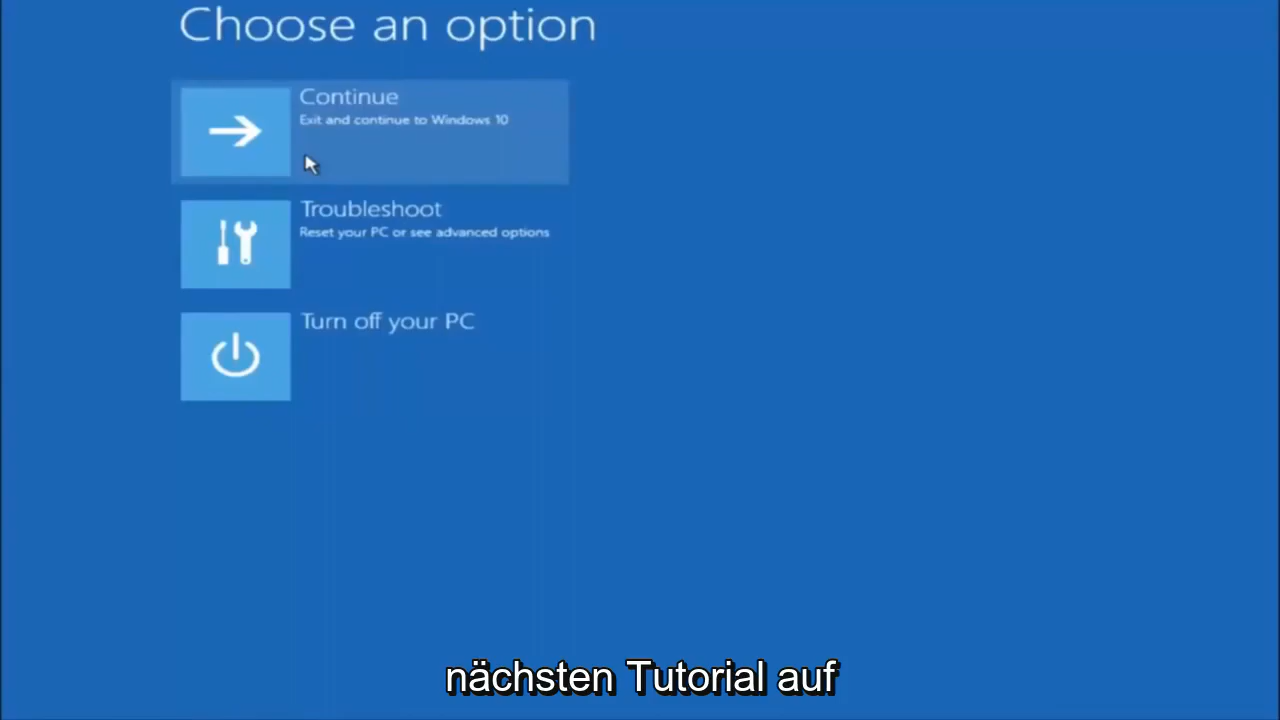 Choose an option
Continue
Exit and continue to Windows 10
Troubleshoot
Reset your PC or see advanced options
Turn off your PC
nächsten Tutorial auf